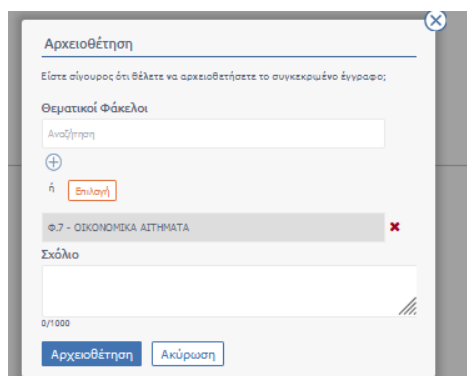 Αρχειοθέτηση
Είστε σίγουρος ότι θέλετε να αρχειοθετήσετε το συγκεκριμένο έγγραφο;
Θεματικοί Φάκελοι
Αναζήτηση
ή Επιλογή
Φ.7 - ΟΙΚΟΝΟΜΙΚΑ ΑΙΤΗΜΑΤΑ
Σχόλιο
0/1000
Αρχειοθέτηση Ακύρωση